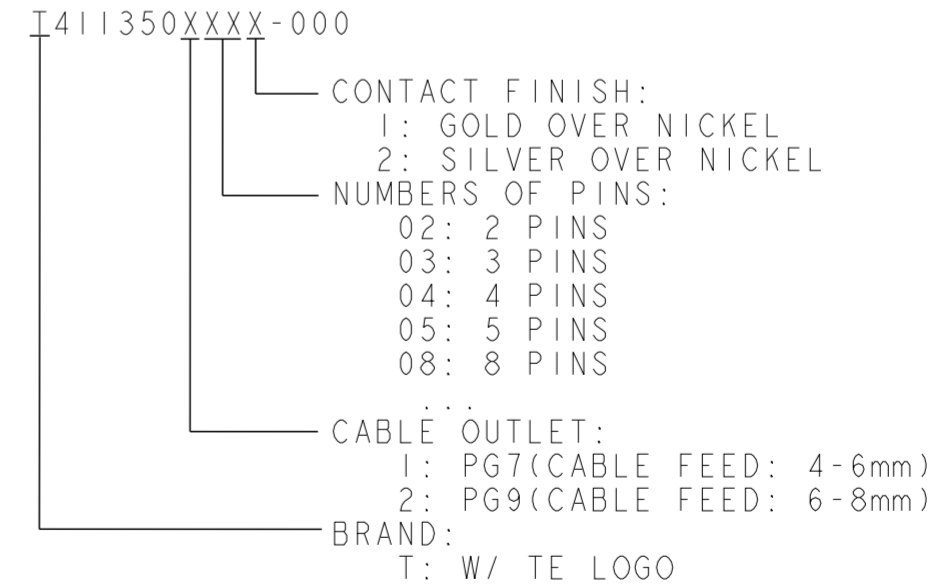 T4113500XXXX-000
CONTACT FINISH:
1: GOLD OVER NICKEL
2: SILVER OVER NICKEL
NUMBERS OF PINS:
02: 2 PINS
03: 3 PINS
04: 4 PINS
05: 5 PINS
08: 8 PINS
...
CABLE OUTLET:
1: PG7(CABLE FEED: 4-6mm)
2: PG9(CABLE FEED: 6-8mm)
BRAND:
T: W/ TE LOGO